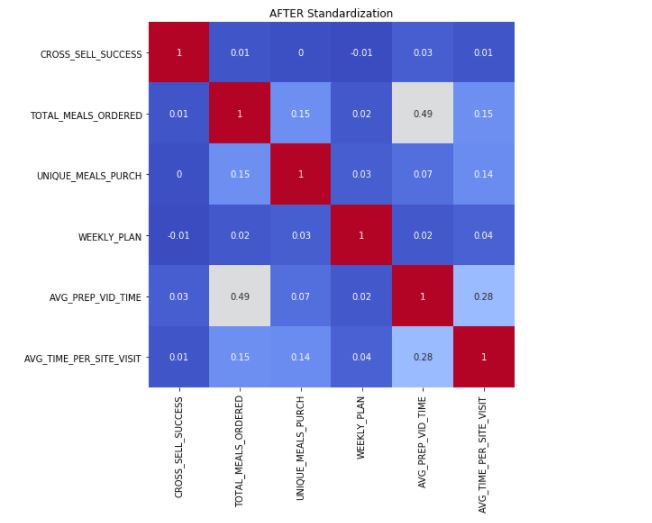 AFTER Standardization
CROSS_SELL_SUCCESS 1 0.01 0 -0.01 0.03 0.01
TOTAL_MEALS_ORDERED 0.01 1 0.15 0.02 0.49 0.15
UNIQUE_MEALS_PURCH 0 0.15 1 0.03 0.07 0.14
WEEKLY_PLAN -0.01 0.02 0.03 1 0.02 0.04
AVG_PREP_VID_TIME 0.03 0.49 0.07 0.02 1 0.28
AVG_TIME_PER_SITE_VISIT 0.01 0.15 0.14 0.04 0.28 1
CROSS_SELL_SUCCESS
TOTAL_MEALS_ORDERED
UNIQUE_MEALS_PURCH
WEEKLY_PLAN
AVG_PREP_VID_TIME
AVG_TIME_PER_SITE_VISIT